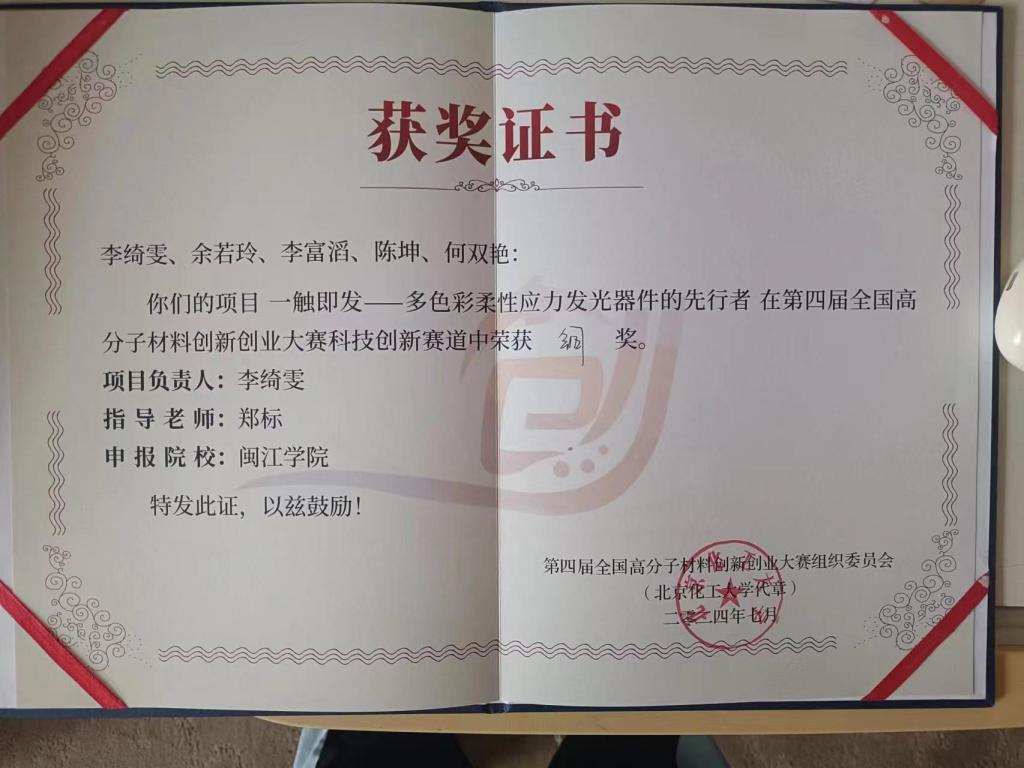 获奖证书
李绮雯、余若玲、李富滔、陈坤、何双艳：
你们的项目 一触即发——多色彩柔性应力发光器件的先行者 在第四届全国高
分子材料创新创业大赛科技创新赛道中荣获 铜 奖。
项目负责人：李绮雯
指导老师：郑标
申报院校：闽江学院
特发此证，以兹鼓励！
第四届全国高分子材料创新创业大赛组织委员会
（北京化工大学代章）
二零二四年七月